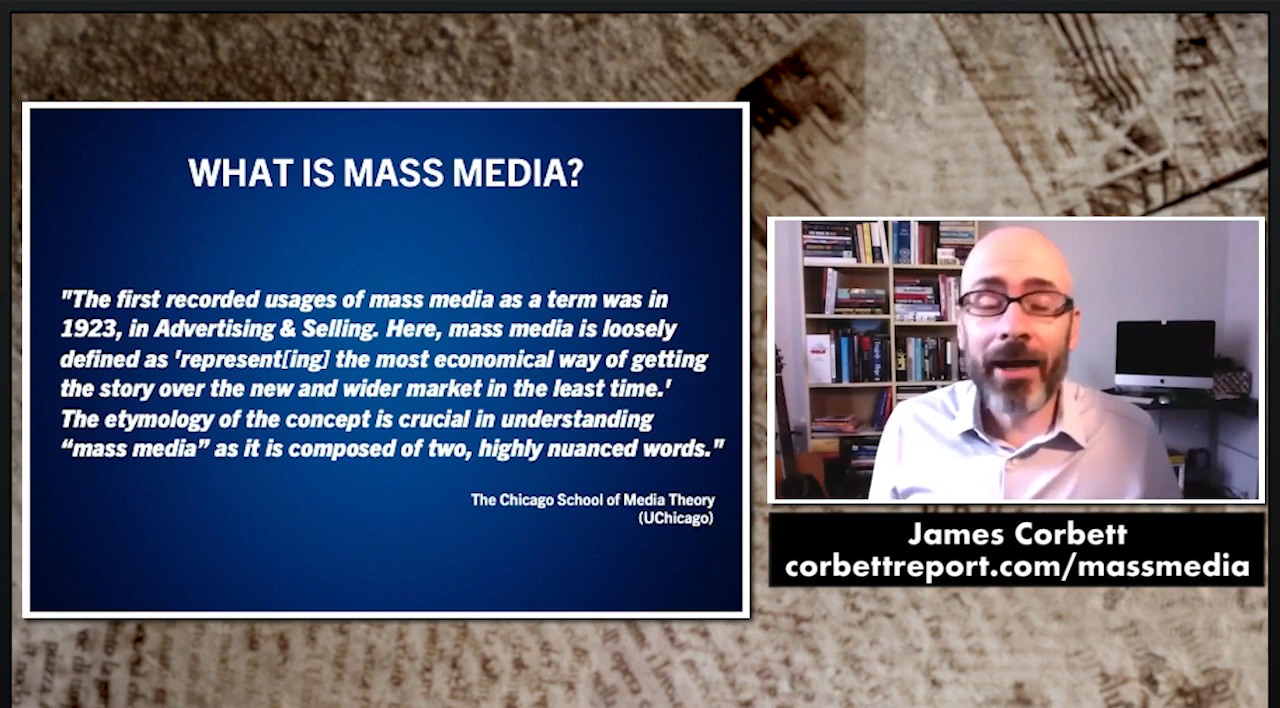 WHAT IS MASS MEDIA?
"The first recorded usages of mass media as a term was in
1923, in Advertising & Selling. Here, mass media is loosely
defined as 'represent[ing] the most economical way of getting
the story over the new and wider market in the least time.'
The etymology of the concept is crucial in understanding
“mass media” as it is composed of two, highly nuanced words."
The Chicago School of Media Theory
(UChicago)
James Corbett
corbettreport.com/massmedia